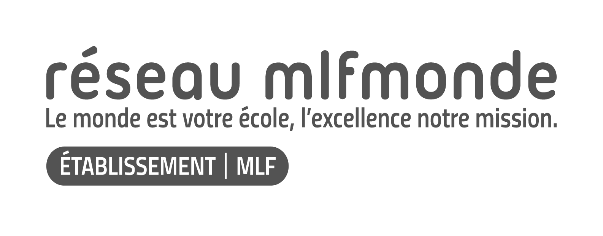 réseau mlfmonde
Le monde est votre école, l'excellence notre mission.
ÉTABLISSEMENT | MLF